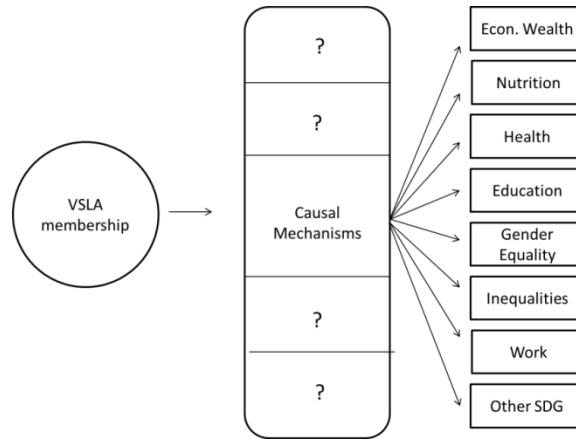 VSLA
membership
?
?
Causal
Mechanisms
?
?
Econ. Wealth
Nutrition
Health
Education
Gender
Equality
Inequalities
Work
Other SDG